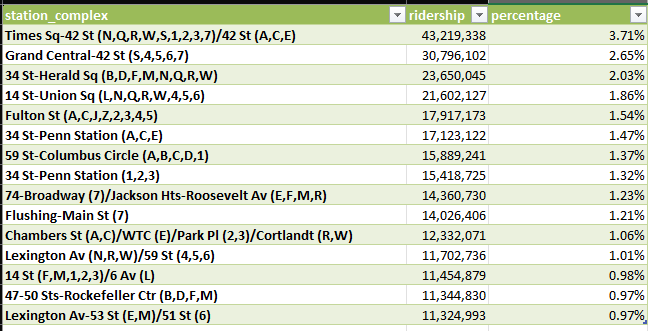 station_complex ridership percentage
Times Sq-42 St (N,Q,R,W,S,1,2,3,7)/42 St (A,C,E) 43,219,338 3.71%
Grand Central-42 St (S,4,5,6,7) 30,796,102 2.65%
34 St-Herald Sq (B,D,F,M,N,Q,R,W) 23,650,045 2.03%
14 St-Union Sq (L,N,Q,R,W,4,5,6) 21,602,127 1.86%
Fulton St (A,C,J,Z,2,3,4,5) 17,917,173 1.54%
34 St-Penn Station (A,C,E) 17,123,122 1.47%
59 St-Columbus Circle (A,B,C,D,1) 15,889,241 1.37%
34 St-Penn Station (1,2,3) 15,418,725 1.32%
74-Broadway (7)/Jackson Hts-Roosevelt Av (E,F,M,R) 14,360,730 1.23%
Flushing-Main St (7) 14,026,406 1.21%
Chambers St (A,C)/WTC (E)/Park Pl (2,3)/Cortlandt (R,W) 12,332,071 1.06%
Lexington Av (N,R,W)/59 St (4,5,6) 11,702,736 1.01%
14 St (F,M,1,2,3)/6 Av (L) 11,454,879 0.98%
47-50 Sts-Rockefeller Ctr (B,D,F,M) 11,344,830 0.97%
Lexington Av-53 St (E,M)/51 St (6) 11,324,993 0.97%